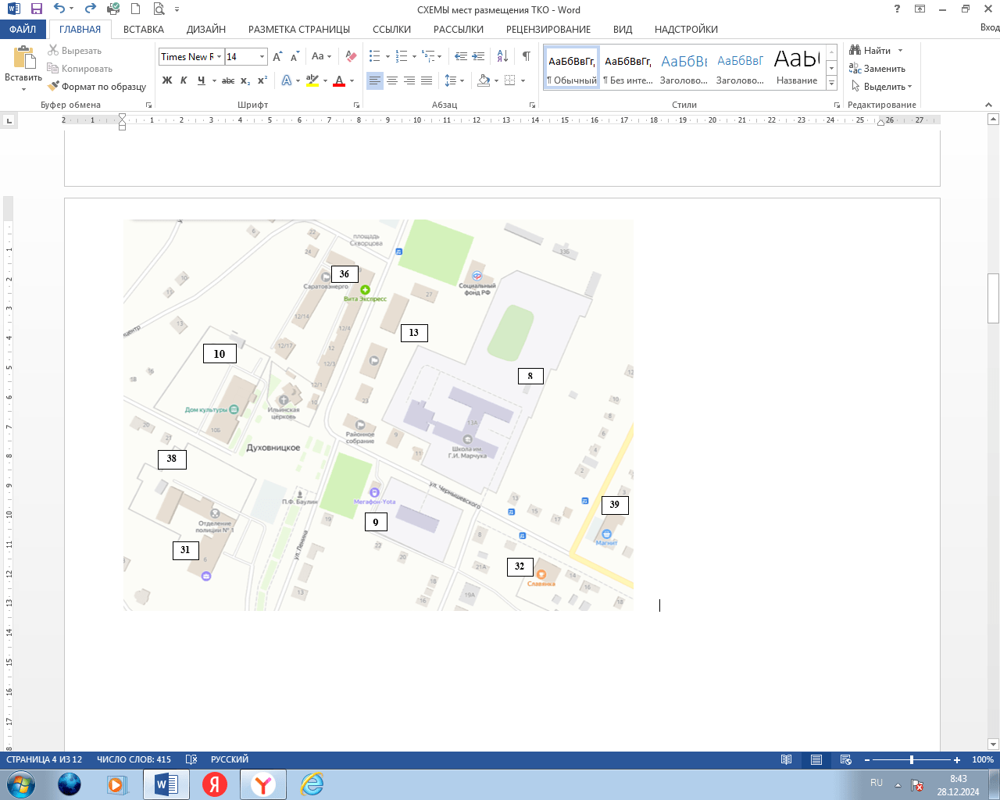 СХЕМЫ мест размещения ТКО - Word
ФАЙЛ ГЛАВНАЯ ВСТАВКА ДИЗАЙН РАЗМЕТКА СТРАНИЦЫ ССЫЛКИ РАССЫЛКИ РЕЦЕНЗИРОВАНИЕ ВИД НАДСТРОЙКИ Вход
Вставить
Вырезать
Копировать
Формат по образцу
Буфер обмена
Times New R 14
Ж К Ч abc x₂ x²
Шрифт
Абзац
АаБбВвГг, АаБбВвГг, АаБбВв АаБбВвГ АаЬ
¶ Обычный ¶ Без инте... Заголово... Заголово... Название
Стили
Найти
Заменить
Выделить
Редактирование
2 1 1 2 3 4 5 6 7 8 9 10 11 12 13 14 15 16 17 18 19 20 21 22 23 24 25 26 27
площадь
Скворцова
6 22 24
33Б
36
Саратовэнерго
Вита Экспресс
Социальный
фонд РФ
27
10 11 13
12/14
13
12/4
12/17
12
10
12/3
8
16 18
12/1
12
10
23
Дом культуры
Ильинская
церковь
10
10Б
13А
8
20 21
Районное
собрание
9
6
Духовницкое
11
Школа им.
Г.И. Марчука
4
38
2
ул. Чернышевского
П.Ф. Баулин
Мегафон-Yota
13
3
39
15 17
Отделение
полиции № 1
19
9
8
Магнит
31
ул. Ленина
22
20
6
21А
32
Славянка
14
16
18
13
16
19А
18
СТРАНИЦА 4 ИЗ 12 ЧИСЛО СЛОВ: 415 РУССКИЙ 100%
RU
8:43
28.12.2024